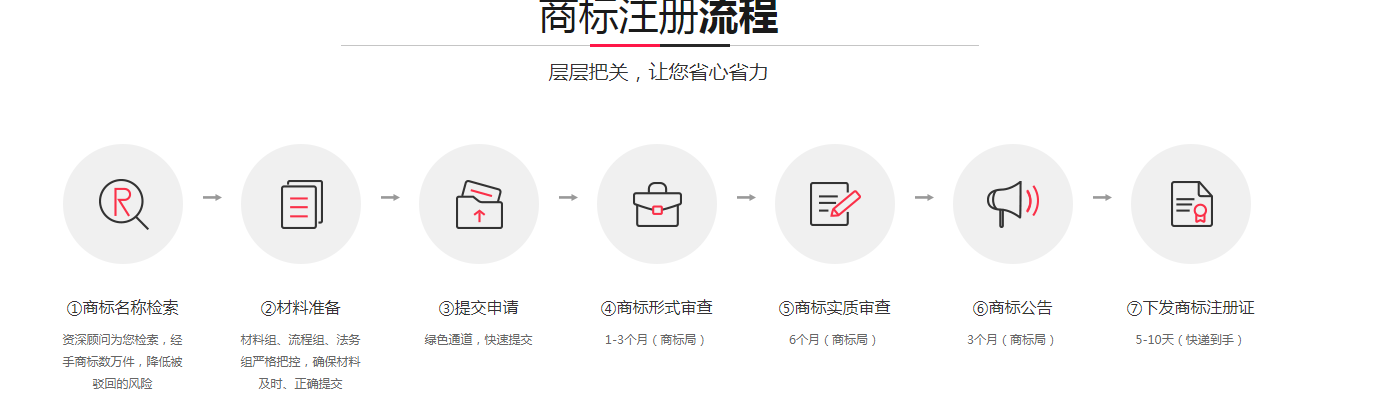 商标注册流程
层层把关，让您省心省力
R
①商标名称检索
资深顾问为您检索，经
手商标数万件，降低被
驳回的风险
②材料准备
材料组、流程组、法务
组严格把控，确保材料
及时、正确提交
③提交申请
绿色通道，快速提交
④商标形式审查
1-3个月（商标局）
⑤商标实质审查
6个月（商标局）
⑥商标公告
3个月（商标局）
⑦下发商标注册证
5-10天（快递到手）